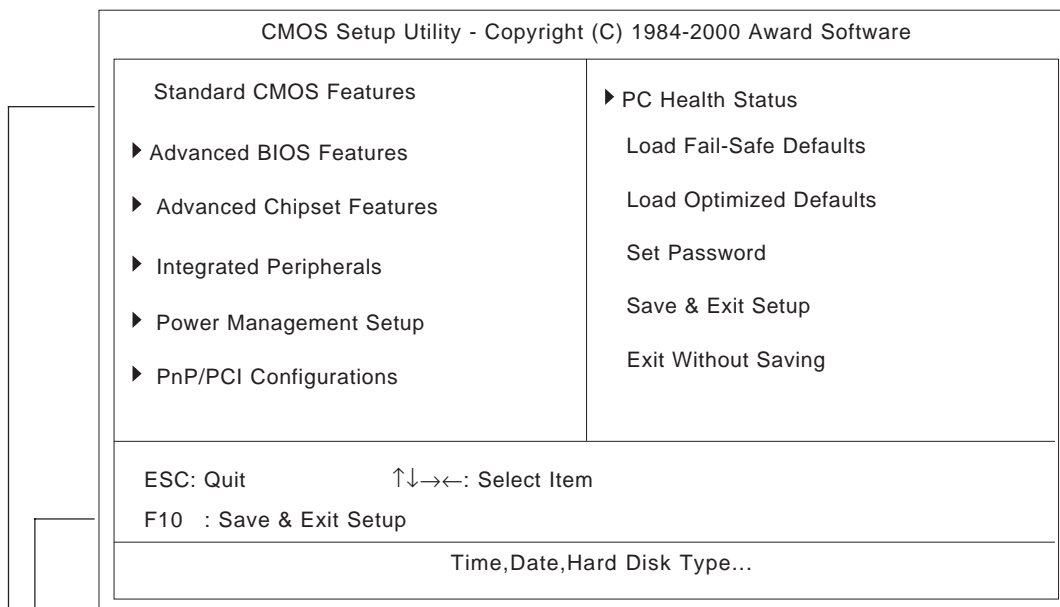 CMOS Setup Utility - Copyright (C) 1984-2000 Award Software
Standard CMOS Features
▶ Advanced BIOS Features
▶ Advanced Chipset Features
▶ Integrated Peripherals
▶ Power Management Setup
▶ PnP/PCI Configurations
▶ PC Health Status
Load Fail-Safe Defaults
Load Optimized Defaults
Set Password
Save & Exit Setup
Exit Without Saving
ESC: Quit ↑↓→←: Select Item
F10 : Save & Exit Setup
Time,Date,Hard Disk Type...